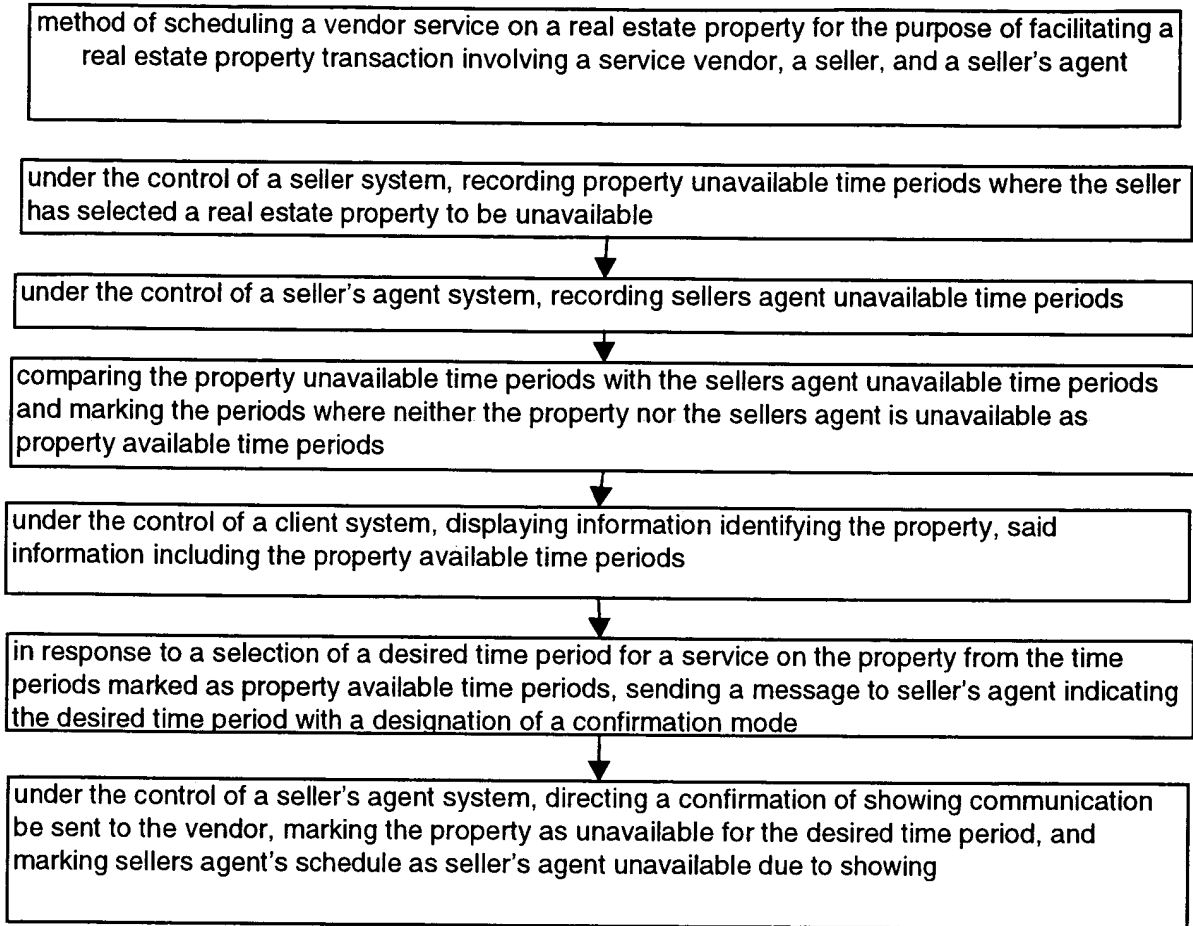 method of scheduling a vendor service on a real estate property for the purpose of facilitating a
real estate property transaction involving a service vendor, a seller, and a seller's agent
under the control of a seller system, recording property unavailable time periods where the seller
has selected a real estate property to be unavailable
under the control of a seller's agent system, recording sellers agent unavailable time periods
comparing the property unavailable time periods with the sellers agent unavailable time periods
and marking the periods where neither the property nor the sellers agent is unavailable as
property available time periods
under the control of a client system, displaying information identifying the property, said
information including the property available time periods
in response to a selection of a desired time period for a service on the property from the time
periods marked as property available time periods, sending a message to seller's agent indicating
the desired time period with a designation of a confirmation mode
under the control of a seller's agent system, directing a confirmation of showing communication
be sent to the vendor, marking the property as unavailable for the desired time period, and
marking sellers agent's schedule as seller's agent unavailable due to showing